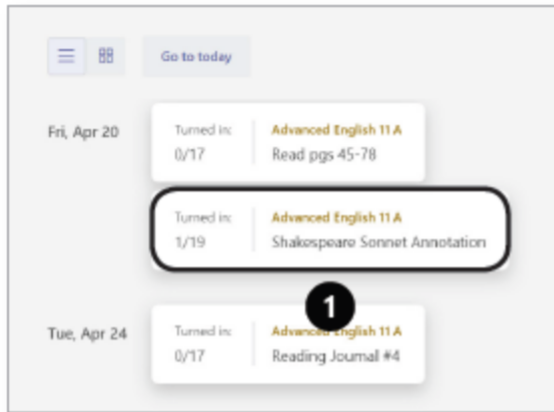 Go to today
Fri, Apr 20
Turned in:
0/17
Advanced English 11 A
Read pgs 45-78
Turned in:
1/19
Advanced English 11 A
Shakespeare Sonnet Annotation
1
Tue, Apr 24
Turned in:
0/17
Advanced English 11 A
Reading Journal #4